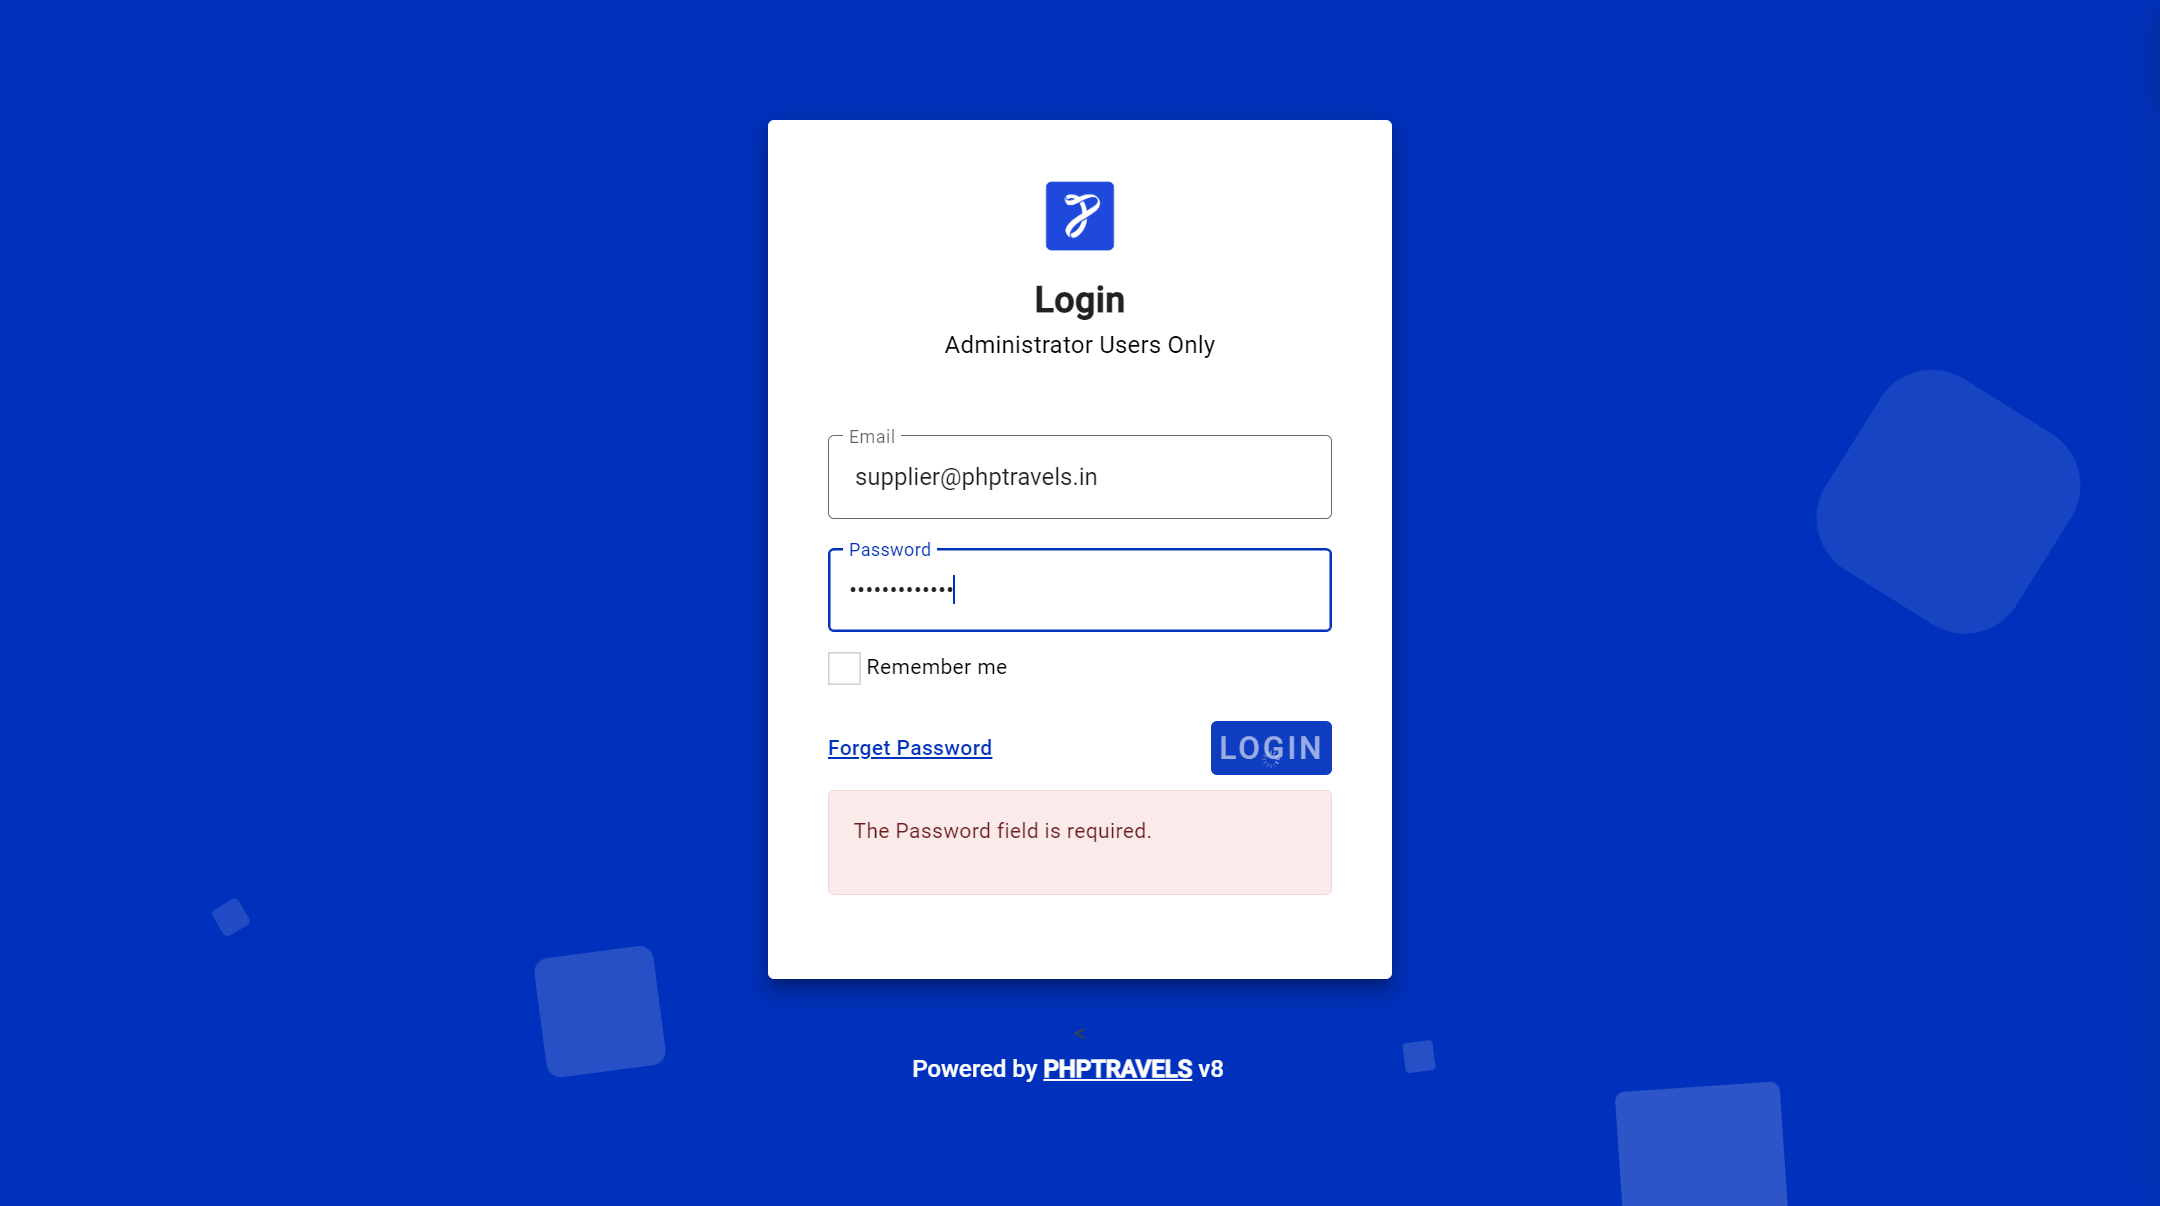 Login
Administrator Users Only
Email
supplier@phptravels.in
Password
•••••••••••••
Remember me
Forget Password
LOGIN
The Password field is required.
<
Powered by PHPTRAVELS v8